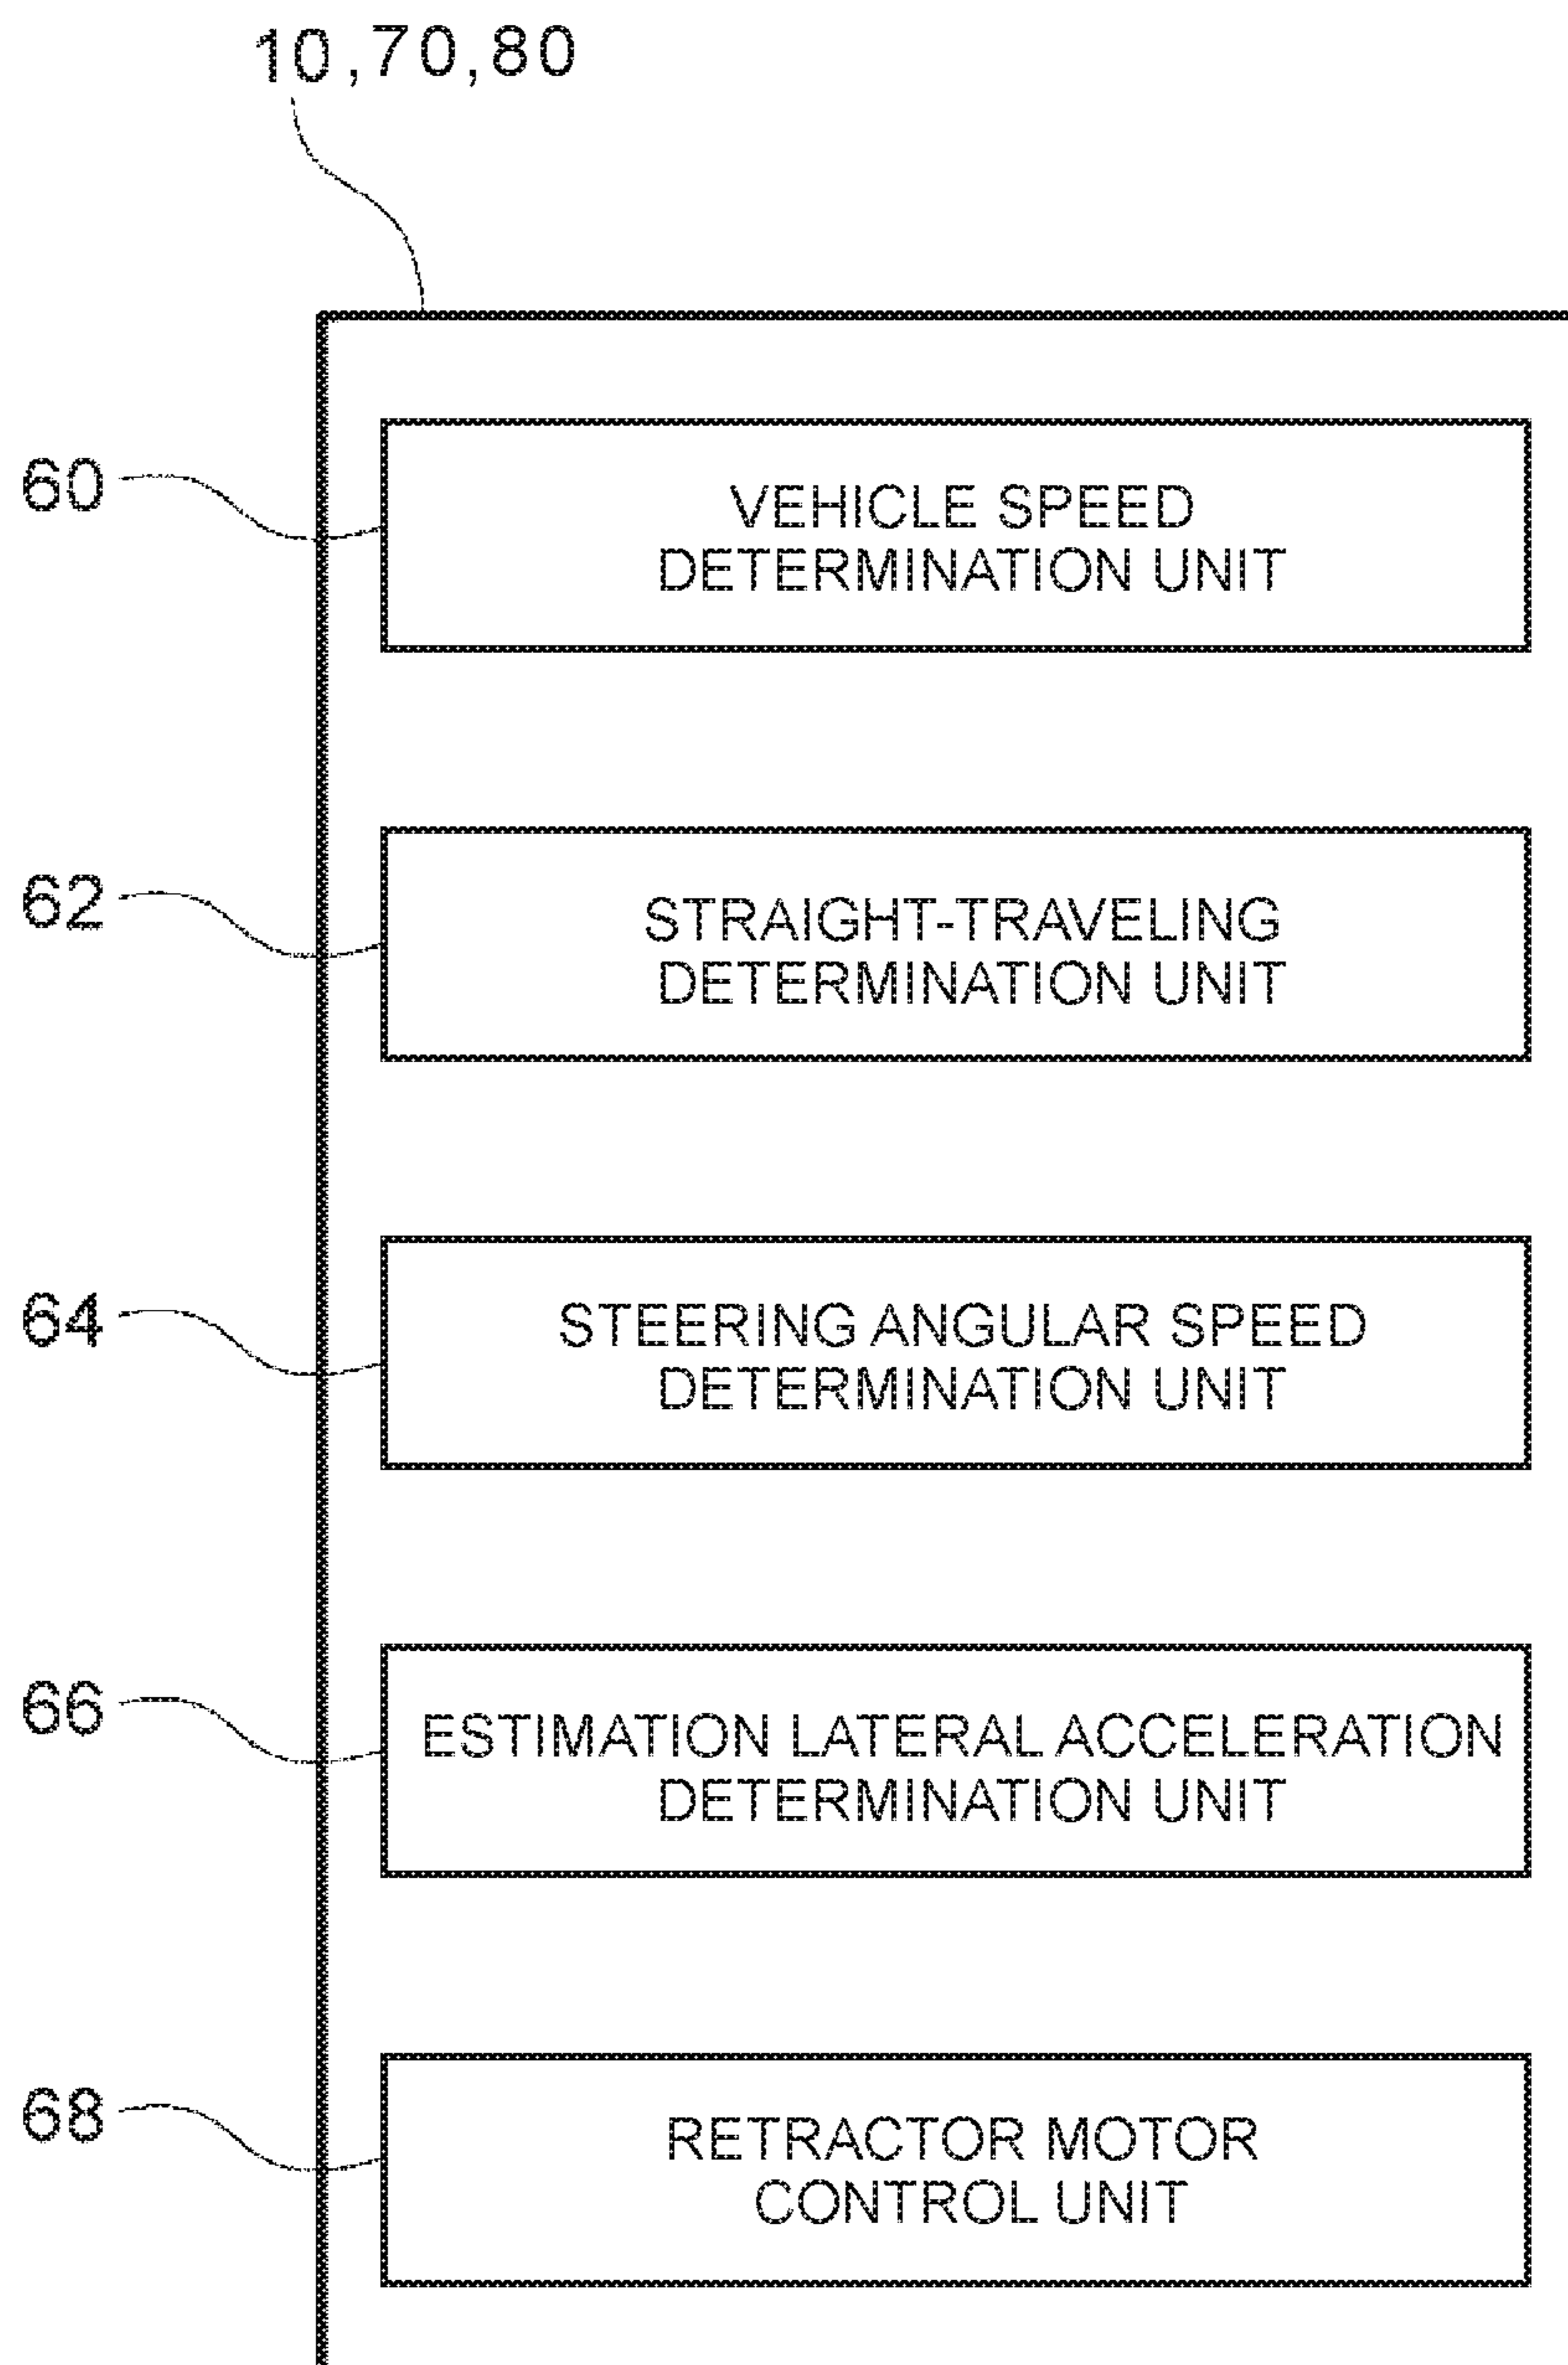 10,70,80
60
VEHICLE SPEED
DETERMINATION UNIT
62
STRAIGHT-TRAVELING
DETERMINATION UNIT
64
STEERING ANGULAR SPEED
DETERMINATION UNIT
66
ESTIMATION LATERAL ACCELERATION
DETERMINATION UNIT
68
RETRACTOR MOTOR
CONTROL UNIT